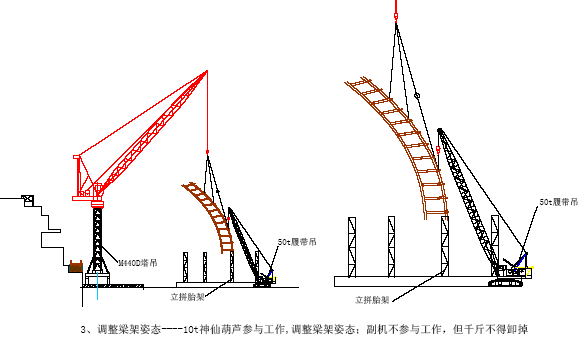 50t履带吊
50t履带吊
M440D塔吊
立拼胎架
立拼胎架
3、调整梁架姿态----10t神仙葫芦参与工作,调整梁架姿态；副机不参与工作，但千斤不得卸掉